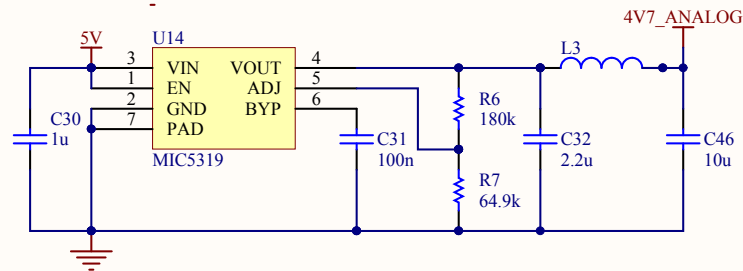 4V7_ANALOG
5V
U14
L3
3 VIN VOUT 4
1 EN ADJ 5
2 GND BYP 6
7 PAD
MIC5319
C30
1u
C31
100n
R6
180k
R7
64.9k
C32
2.2u
C46
10u